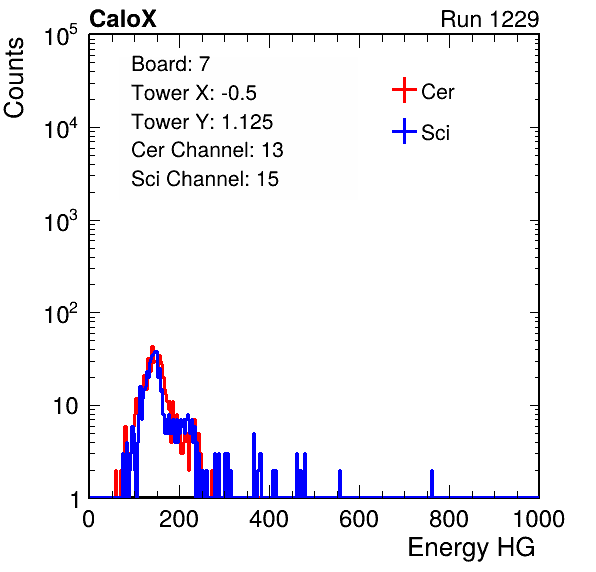 CaloX
Run 1229
Counts
10^5
10^4
10^3
10^2
10
1
Board: 7
Tower X: -0.5
Tower Y: 1.125
Cer Channel: 13
Sci Channel: 15
Cer
Sci
0 200 400 600 800 1000
Energy HG